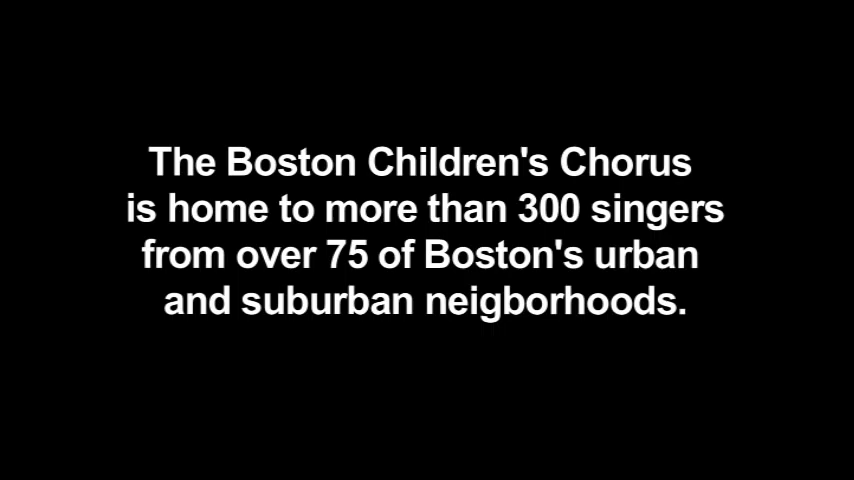 The Boston Children's Chorus
is home to more than 300 singers
from over 75 of Boston's urban
and suburban neigborhoods.